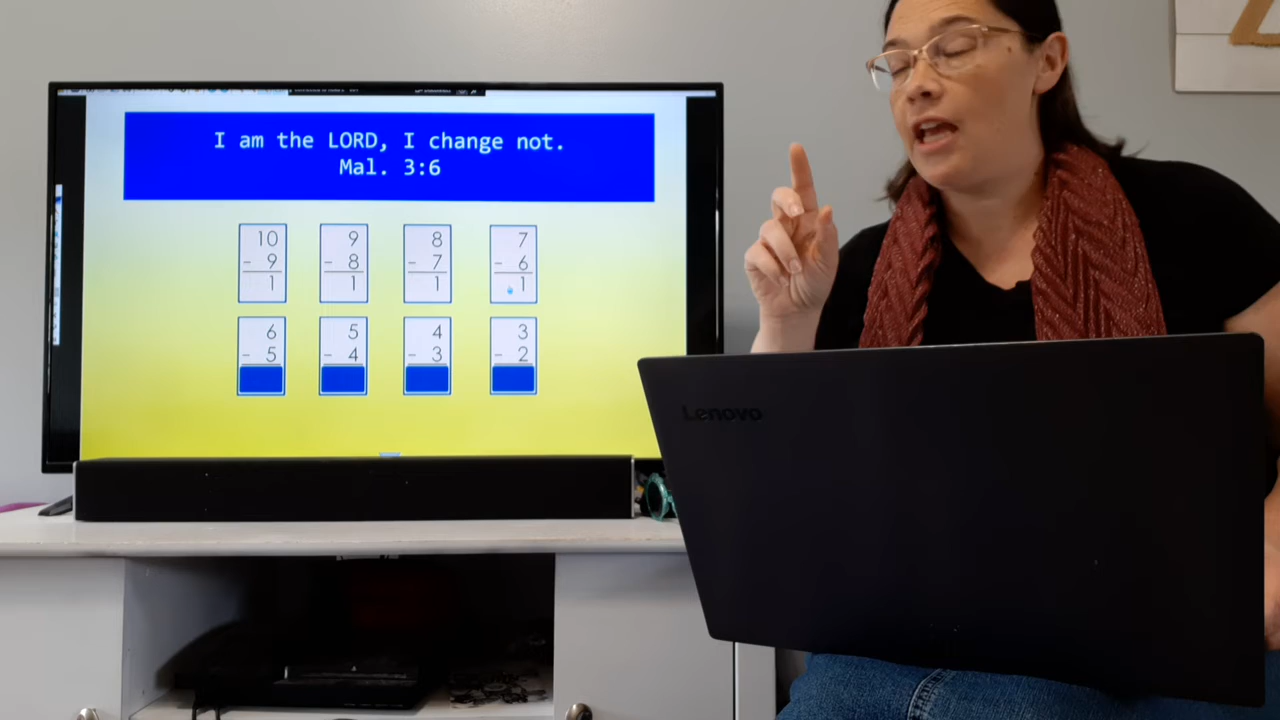 I am the LORD, I change not.
Mal. 3:6
10 9 8 7
- 9 - 8 - 7 - 6
1 1 1 1
6 5 4 3
- 5 - 4 - 3 - 2
Lenovo